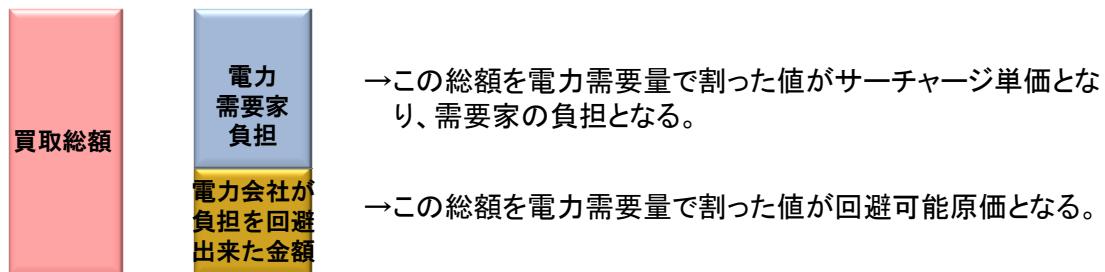 買取総額
電力
需要家
負担
電力会社が
負担を回避
出来た金額
→この総額を電力需要量で割った値がサーチャージ単価とな
り、需要家の負担となる。
→この総額を電力需要量で割った値が回避可能原価となる。